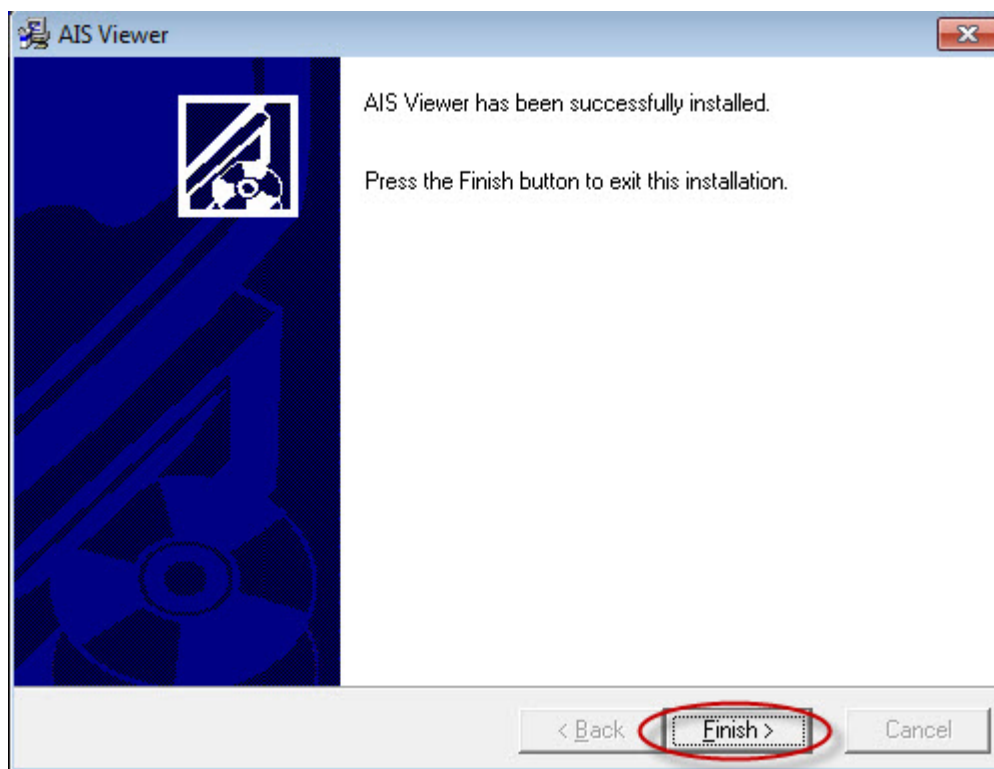 AIS Viewer
AIS Viewer has been successfully installed.
Press the Finish button to exit this installation.
< Back
Finish >
Cancel